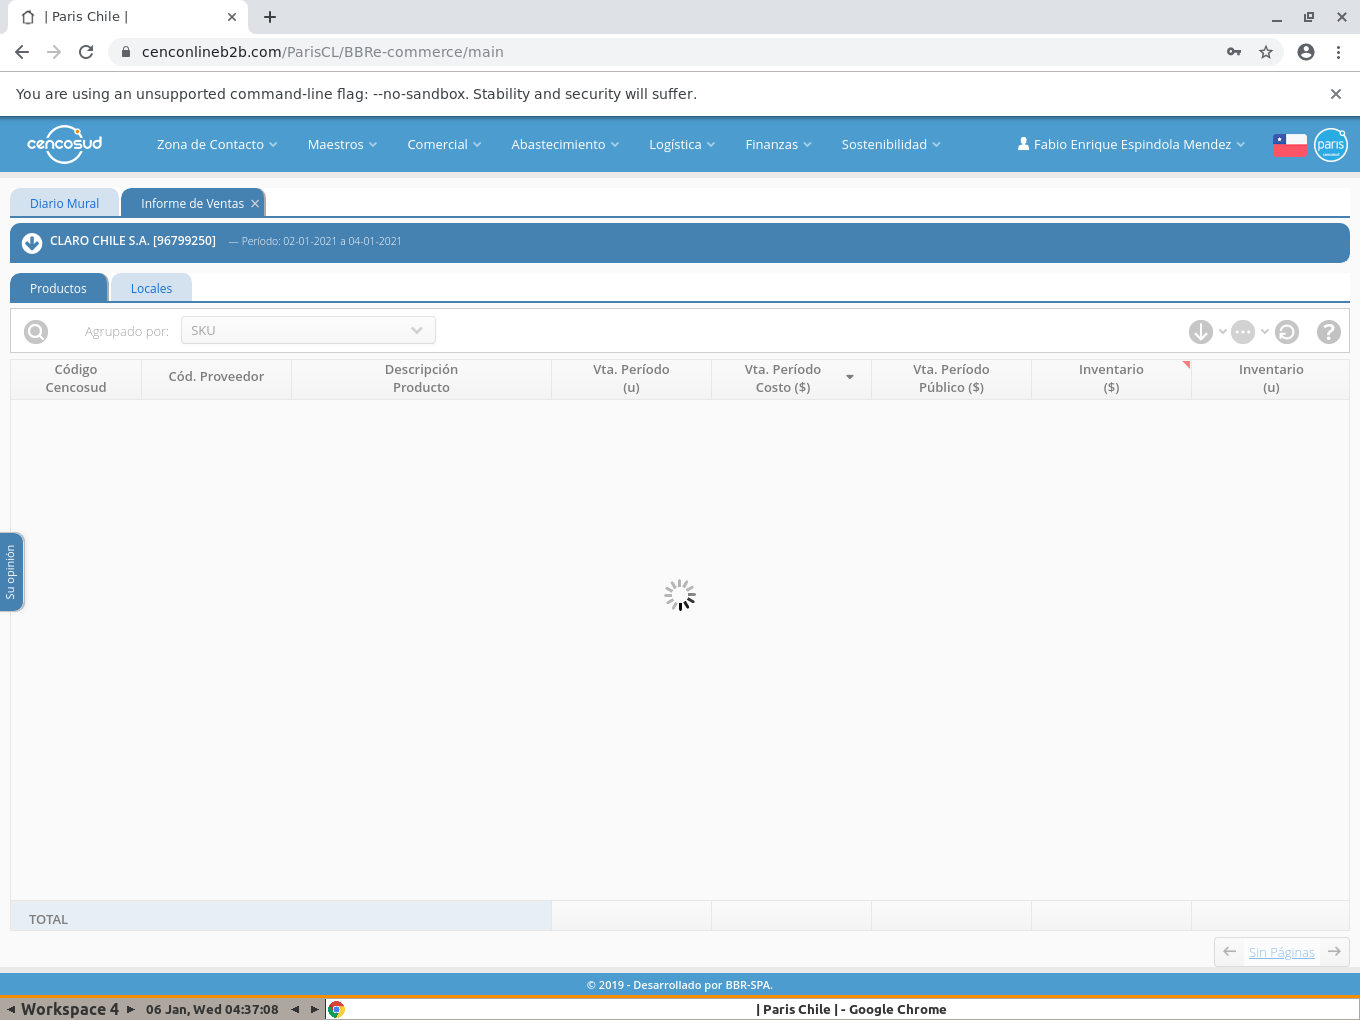 | Paris Chile |
cenconlineb2b.com/ParisCL/BBRe-commerce/main
You are using an unsupported command-line flag: --no-sandbox. Stability and security will suffer.
cencosud
Zona de Contacto
Maestros
Comercial
Abastecimiento
Logística
Finanzas
Sostenibilidad
Fabio Enrique Espindola Mendez
paris
Diario Mural
Informe de Ventas
CLARO CHILE S.A. [96799250] — Período: 02-01-2021 a 04-01-2021
Productos
Locales
Agrupado por: SKU
Código
Cencosud
Cód. Proveedor
Descripción
Producto
Vta. Período
(u)
Vta. Período
Costo ($)
Vta. Período
Público ($)
Inventario
($)
Inventario
(u)
Su opinión
TOTAL
Sin Páginas
© 2019 - Desarrollado por BBR-SPA.
Workspace 4
06 Jan, Wed 04:37:08
| Paris Chile | - Google Chrome